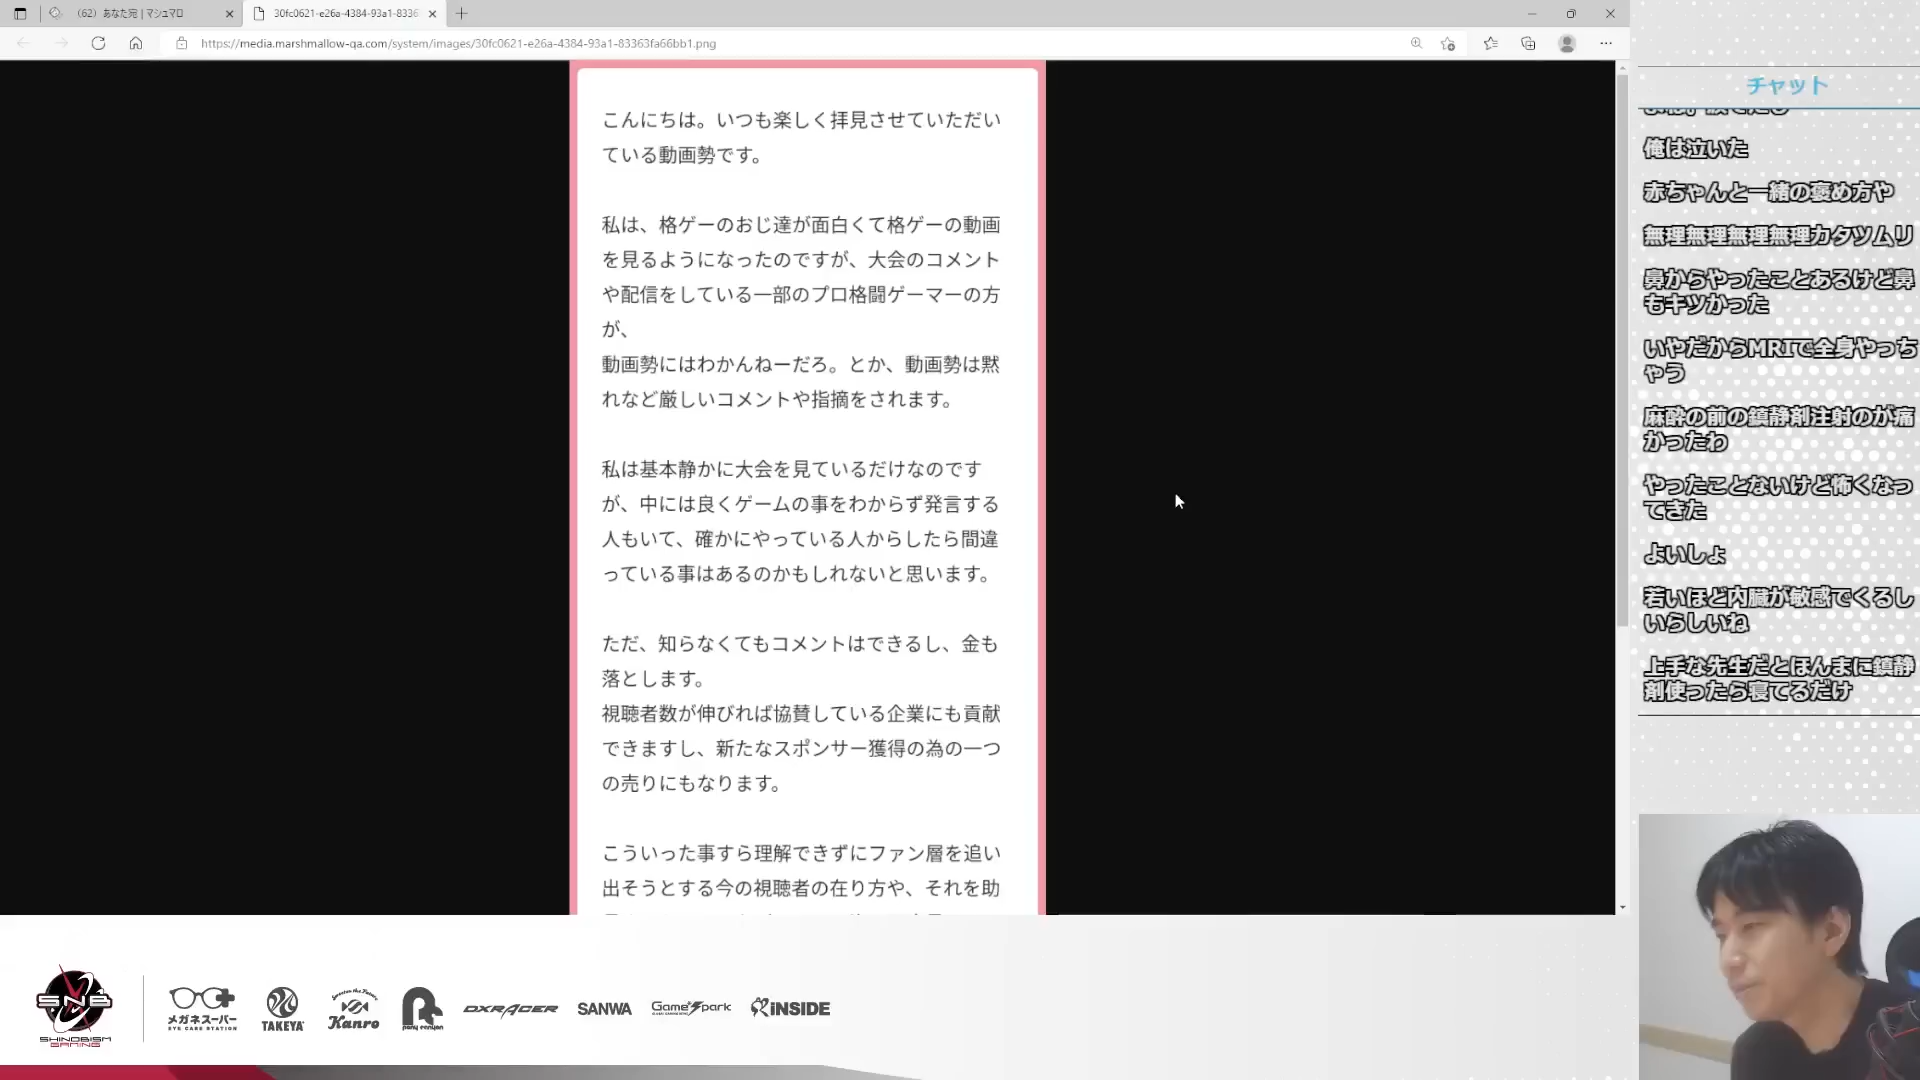 (62) あなた宛 | マシュマロ
30fc0621-e26a-4384-93a1-8336
https://media.marshmallow-qa.com/system/images/30fc0621-e26a-4384-93a1-83363fa66bb1.png
こんにちは。いつも楽しく拝見させていただい
ている動画勢です。
私は、格ゲーのおじ達が面白くて格ゲーの動画
を見るようになったのですが、大会のコメント
や配信をしている一部のプロ格闘ゲーマーの方
が、
動画勢にはわかんねーだろ。とか、動画勢は黙
れなど厳しいコメントや指摘をされます。
私は基本静かに大会を見ているだけなのです
が、中には良くゲームの事をわからず発言する
人もいて、確かにやっている人からしたら間違
っている事はあるのかもしれないと思います。
ただ、知らなくてもコメントはできるし、金も
落とします。
視聴者数が伸びれば協賛している企業にも貢献
できますし、新たなスポンサー獲得の為の一つ
の売りにもなります。
こういった事すら理解できずにファン層を追い
出そうとする今の視聴者の在り方や、それを助
チャット
俺は泣いた
赤ちゃんと一緒の褒め方や
無理無理無理無理カタツムリ
鼻からやったことあるけど鼻
もキツかった
いやだからMRIで全身やっち
ゃう
麻酔の前の鎮静剤注射のが痛
かったわ
やったことないけど怖くなっ
てきた
よいしょ
若いほど内臓が敏感でくるし
いらしいね
上手な先生だとほんまに鎮静
剤使ったら寝てるだけ
SNB
SHINOBISM
GAMING
メガネスーパー
EYE CARE STATION
TAKEYA
Sweeten the Future
Kanro
pony canyon
DXRACER
SANWA
Game*Spark
iNSIDE